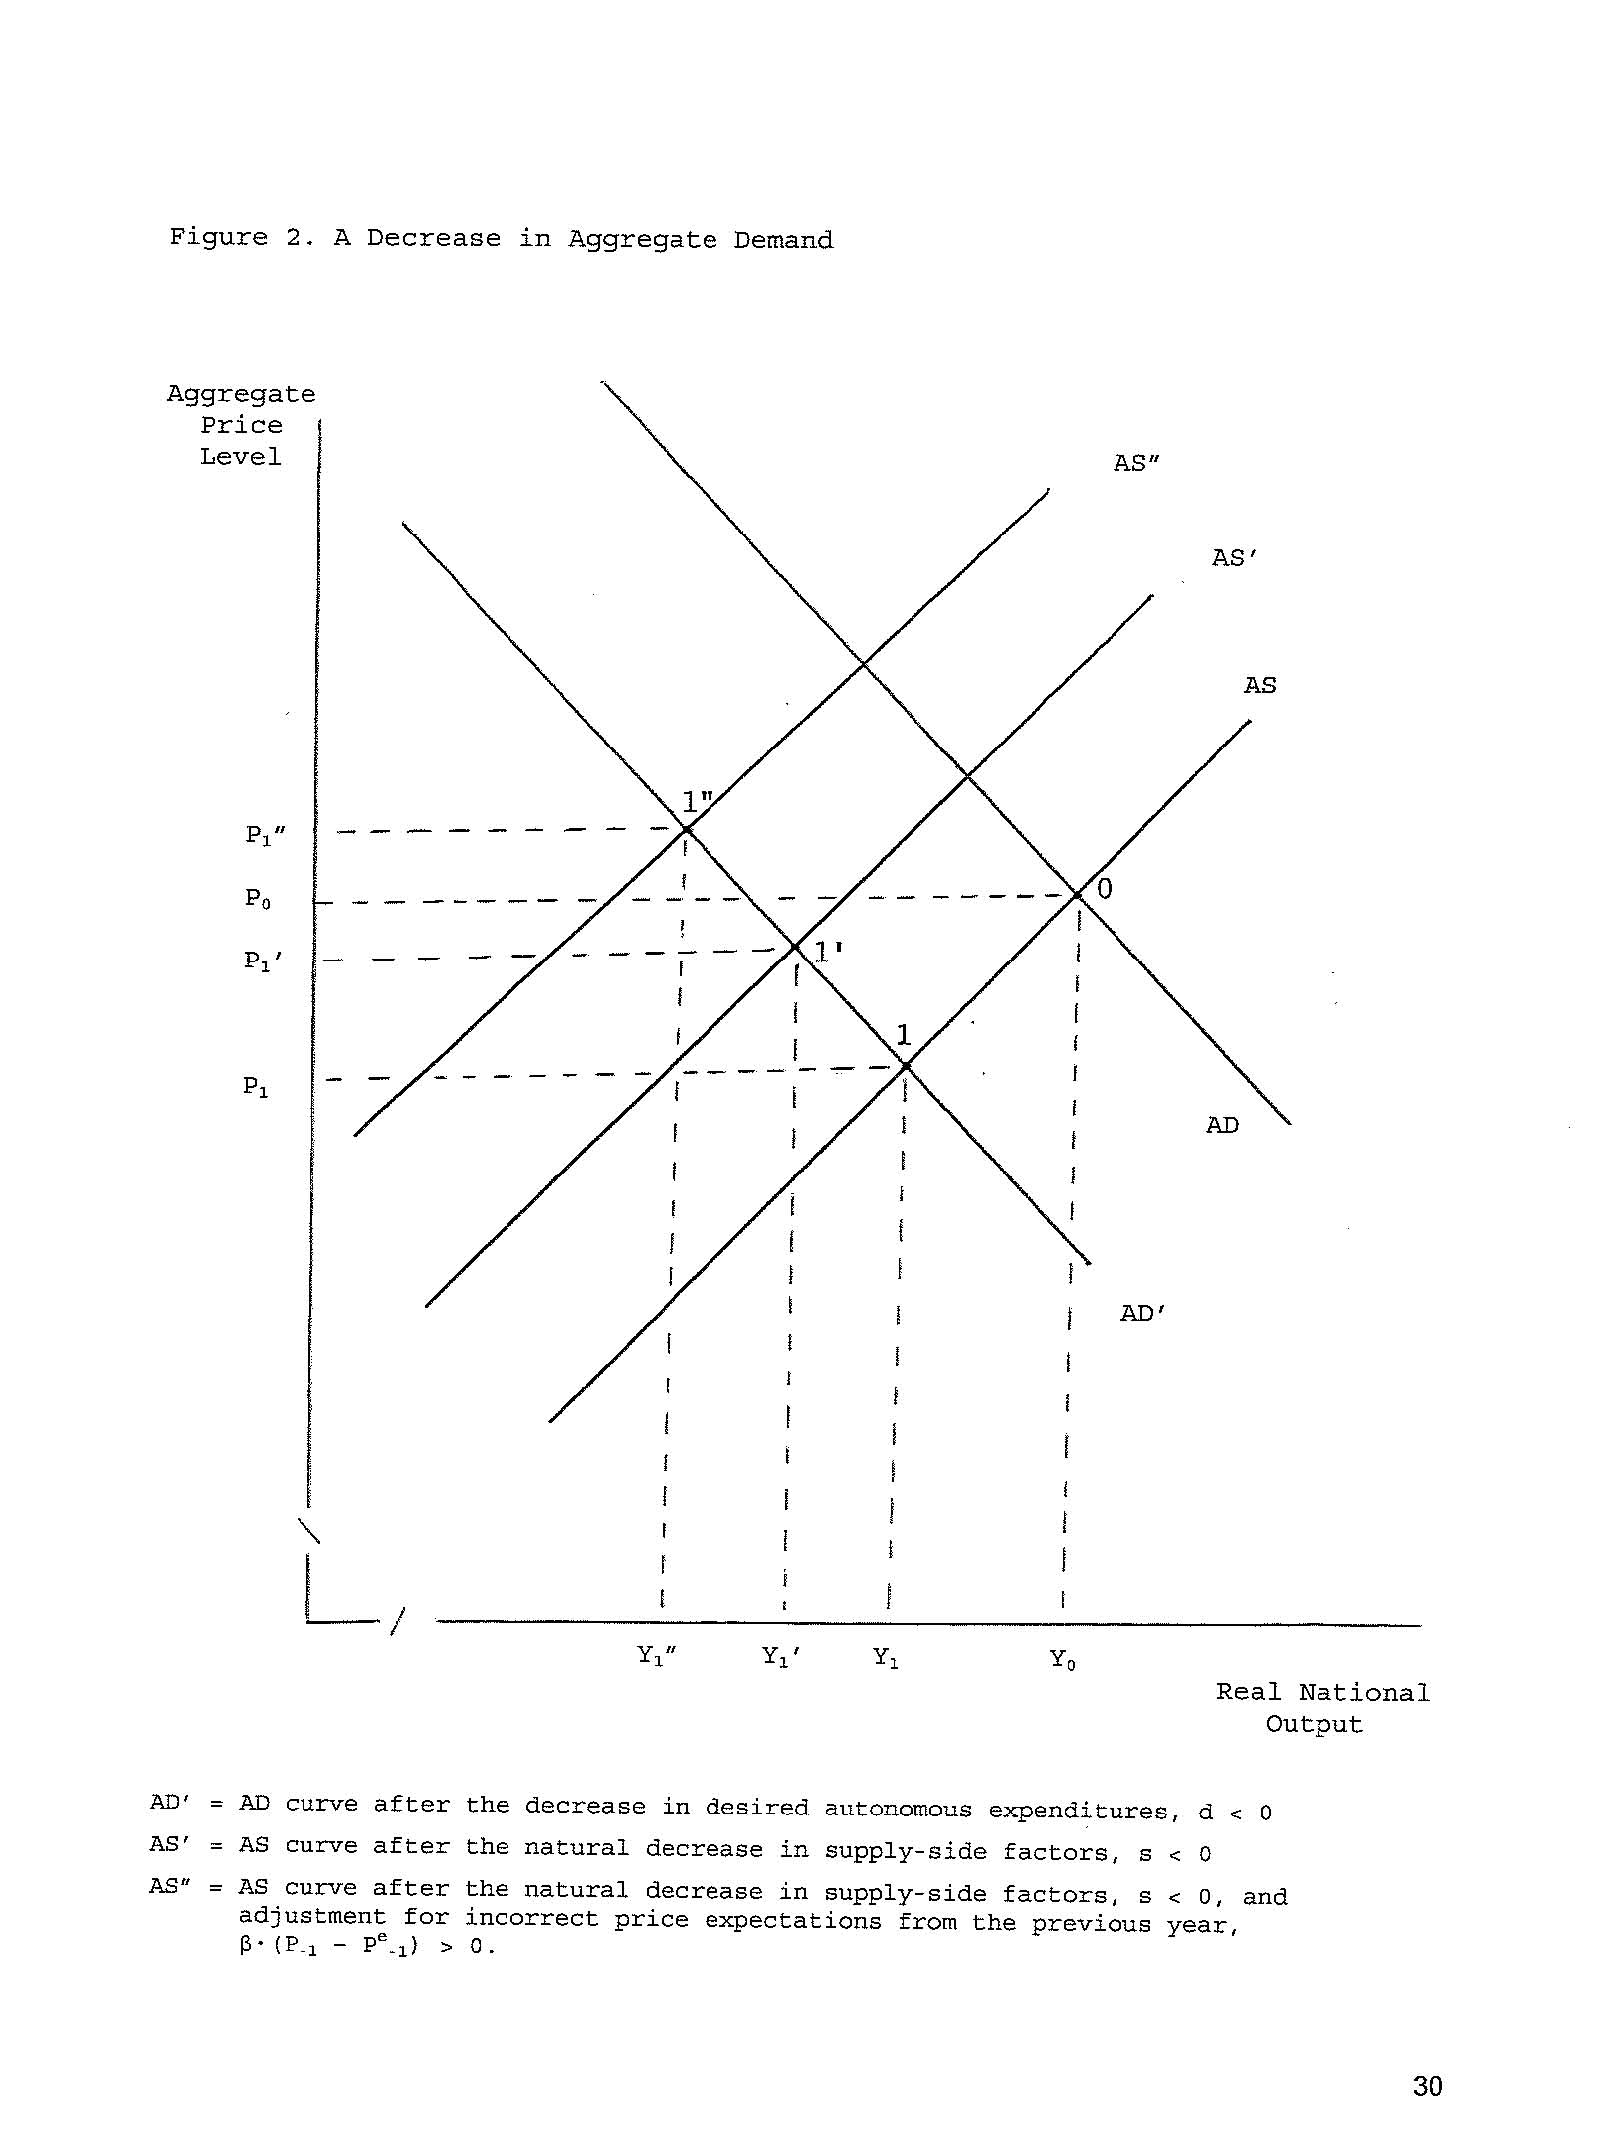 Figure 2. A Decrease in Aggregate Demand
Aggregate
Price
Level
AS"
AS'
AS
1"
P₁"
P₀
0
P₁'
1'
1
P₁
AD
AD'
Y₁"
Y₁'
Y₁
Y₀
Real National
Output
AD' = AD curve after the decrease in desired autonomous expenditures, d < 0
AS' = AS curve after the natural decrease in supply-side factors, s < 0
AS" = AS curve after the natural decrease in supply-side factors, s < 0, and
adjustment for incorrect price expectations from the previous year,
β·(P₋₁ − Pᵉ₋₁) > 0.
30